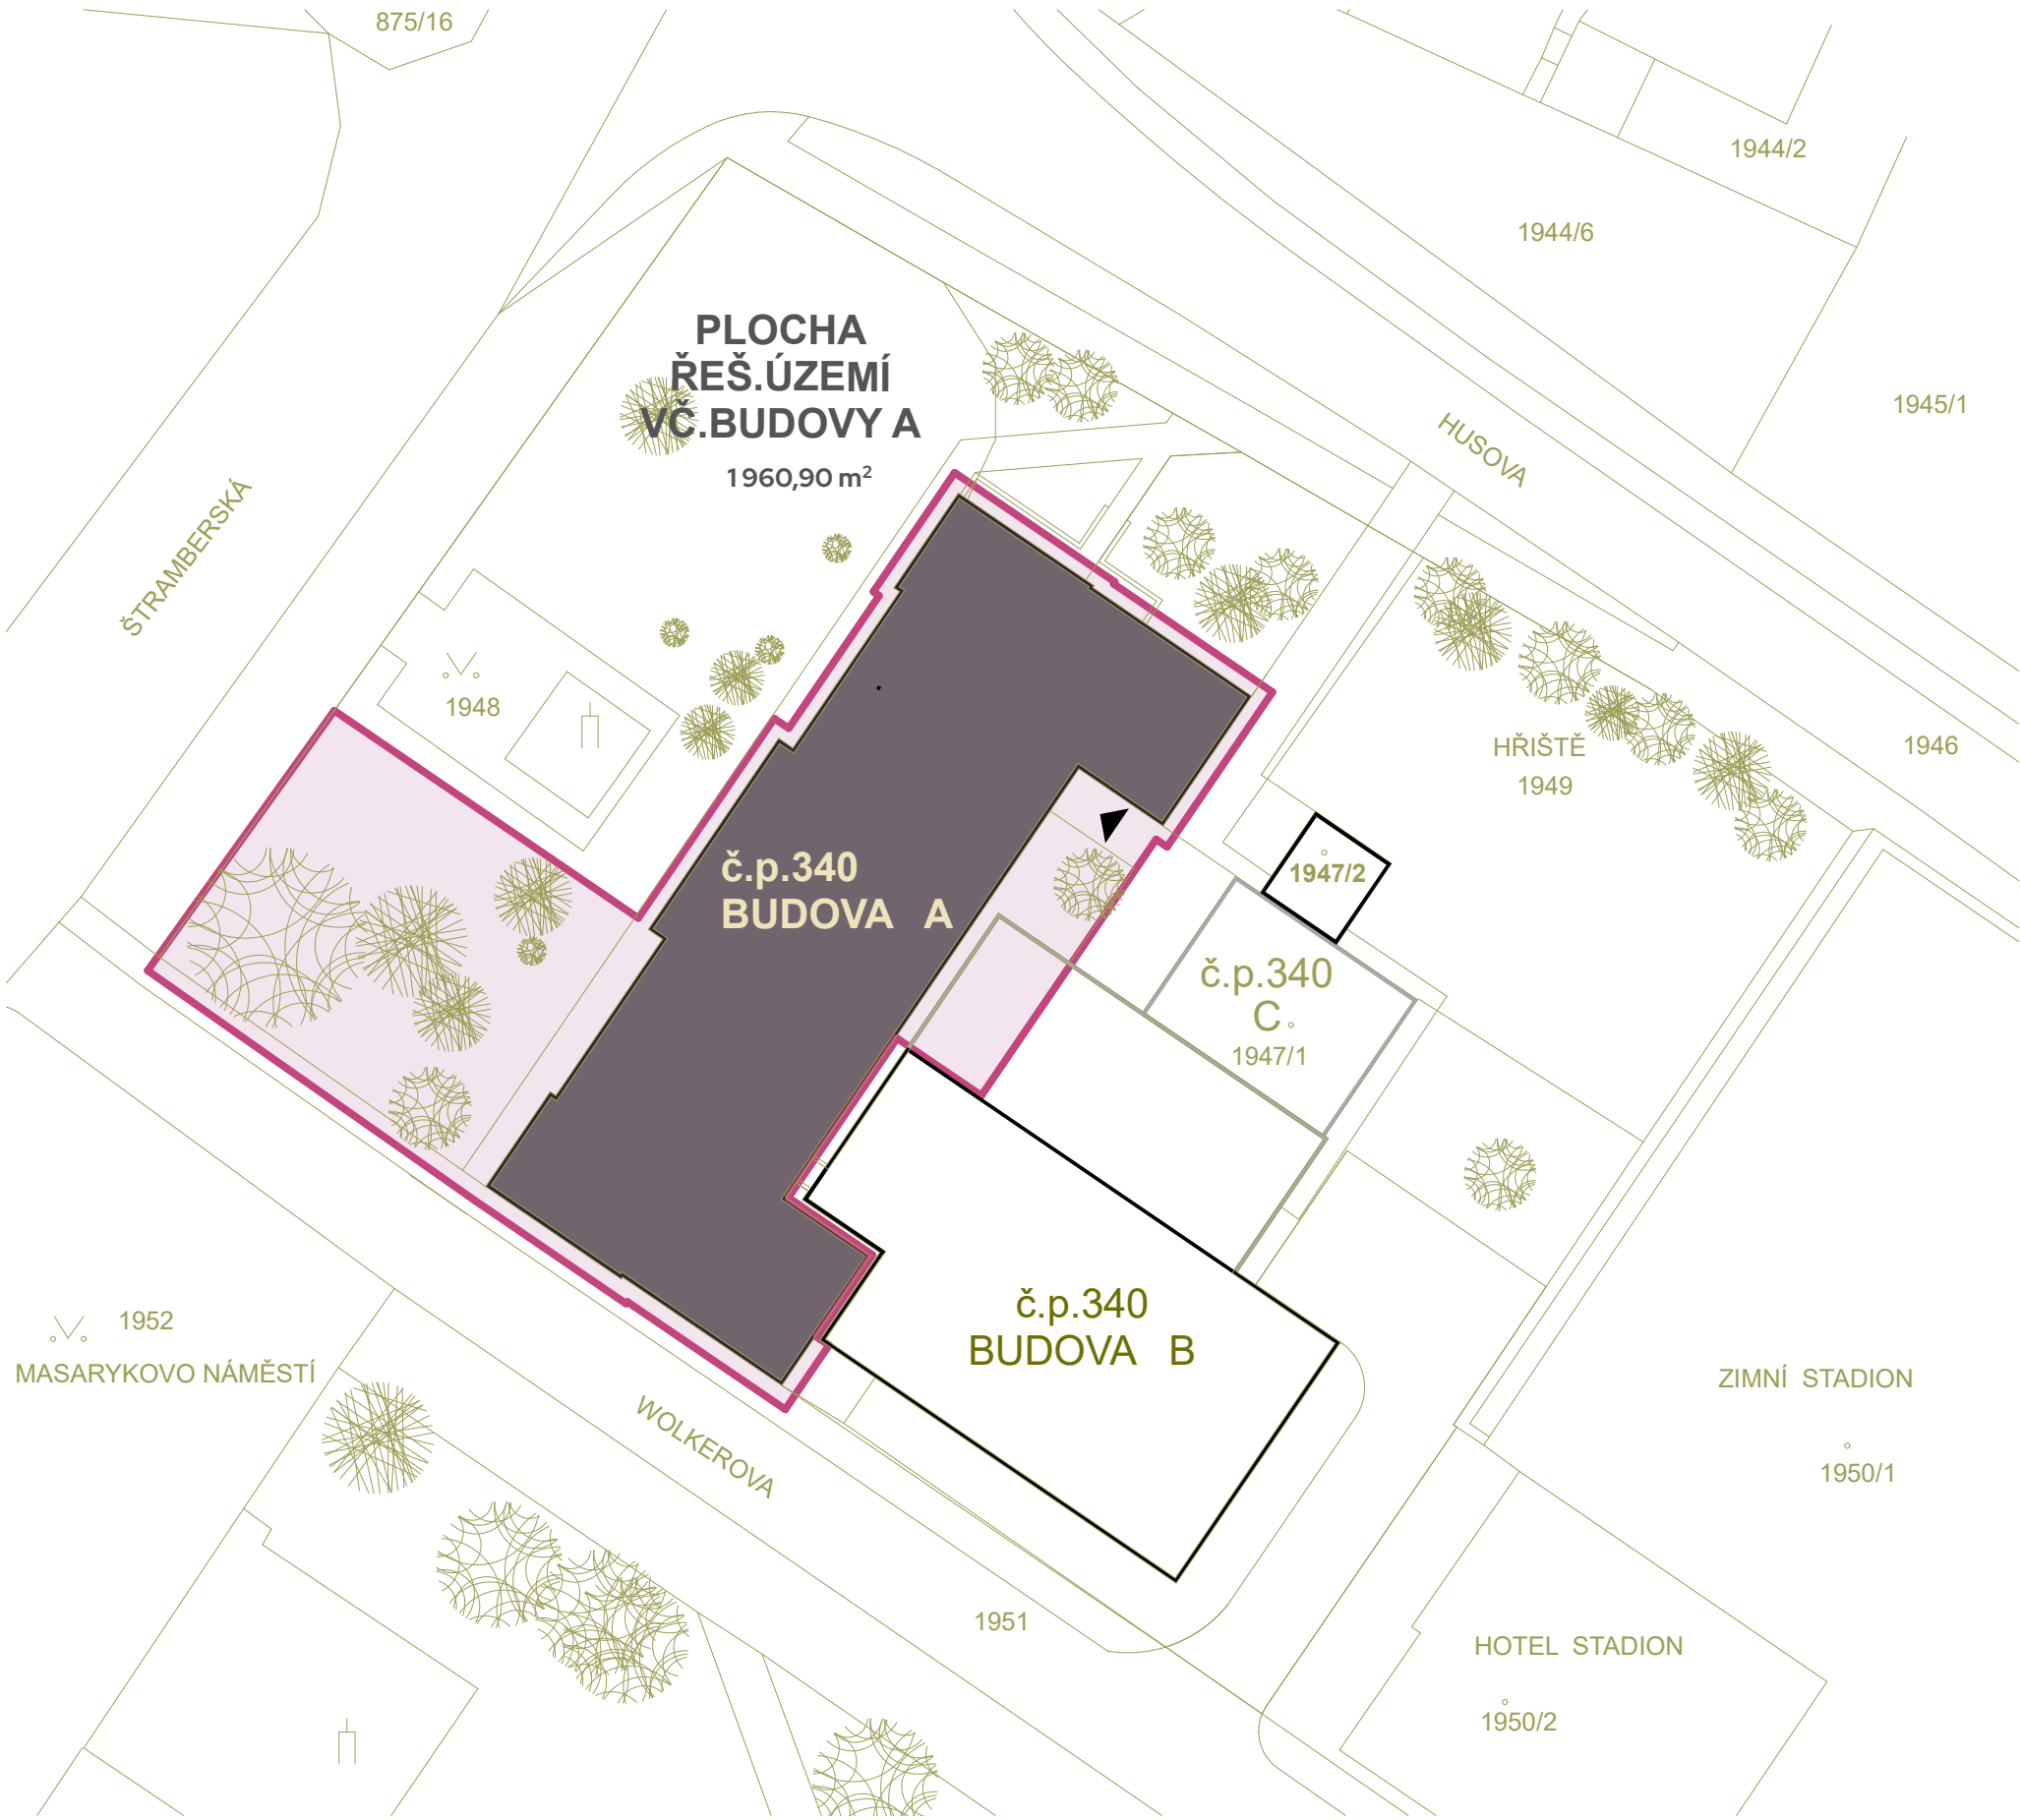 875/16
1944/2
1944/6
PLOCHA
ŘEŠ.ÚZEMÍ
VČ.BUDOVY A
1960,90 m²
1945/1
HUSOVA
ŠTRAMBERSKÁ
1948
HŘIŠTĚ
1949
1946
č.p.340
BUDOVA A
1947/2
č.p.340
C
1947/1
č.p.340
BUDOVA B
1952
MASARYKOVO NÁMĚSTÍ
ZIMNÍ STADION
1950/1
WOLKEROVA
1951
HOTEL STADION
1950/2